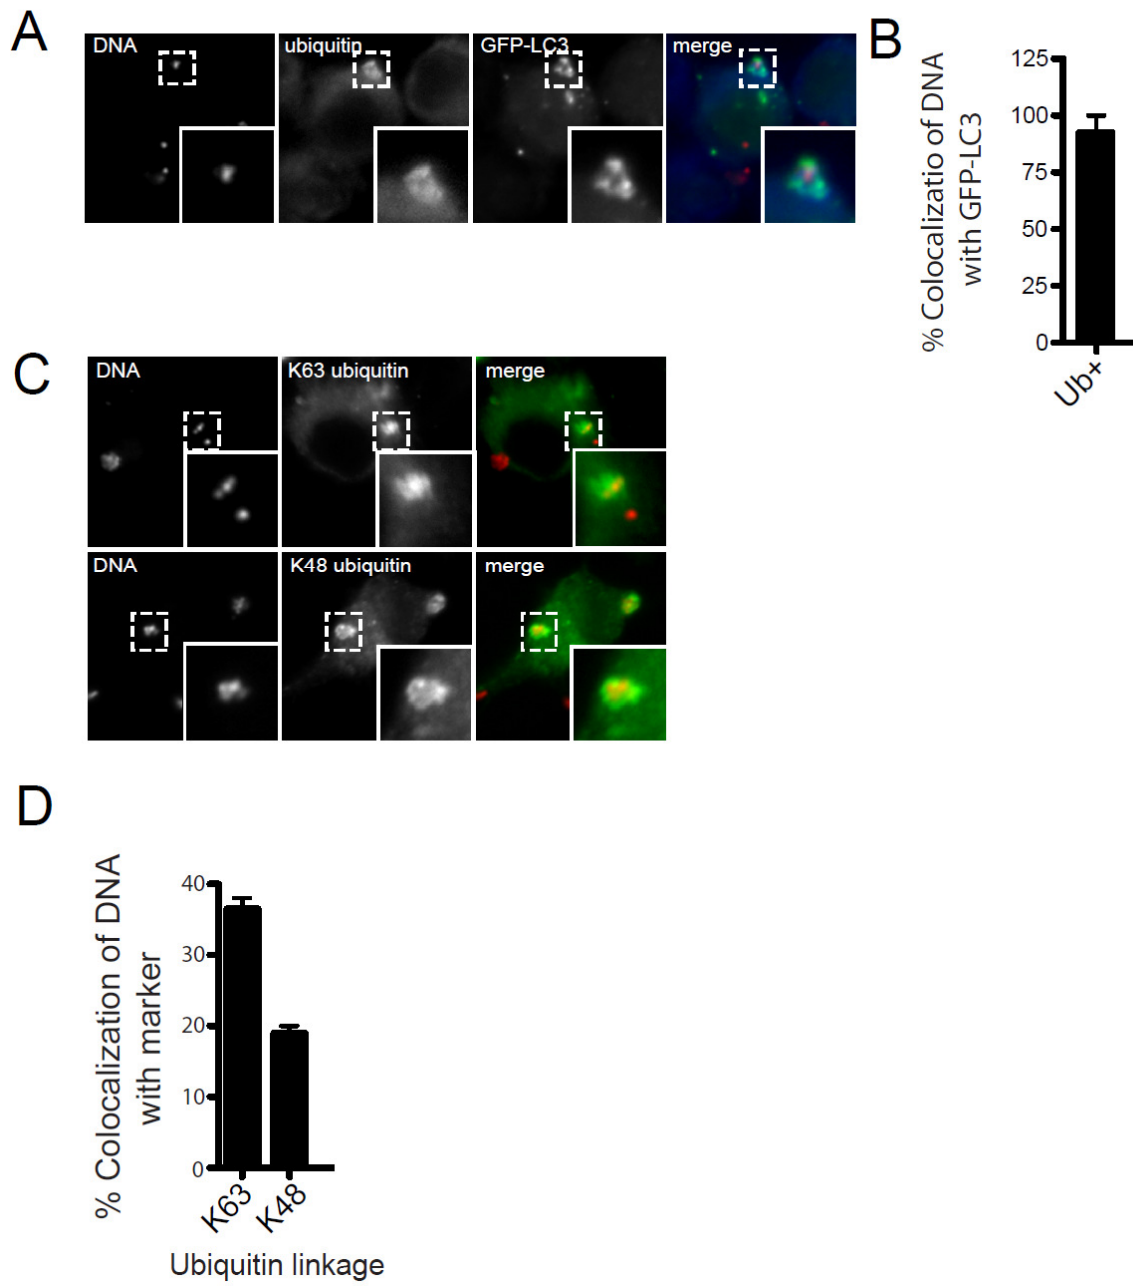 A
DNA
ubiquitin
GFP-LC3
merge
B
% Colocalizatio of DNA
with GFP-LC3
125
100
75
50
25
0
Ub+
C
DNA
K63 ubiquitin
merge
DNA
K48 ubiquitin
merge
D
% Colocalization of DNA
with marker
40
30
20
10
0
K63
K48
Ubiquitin linkage